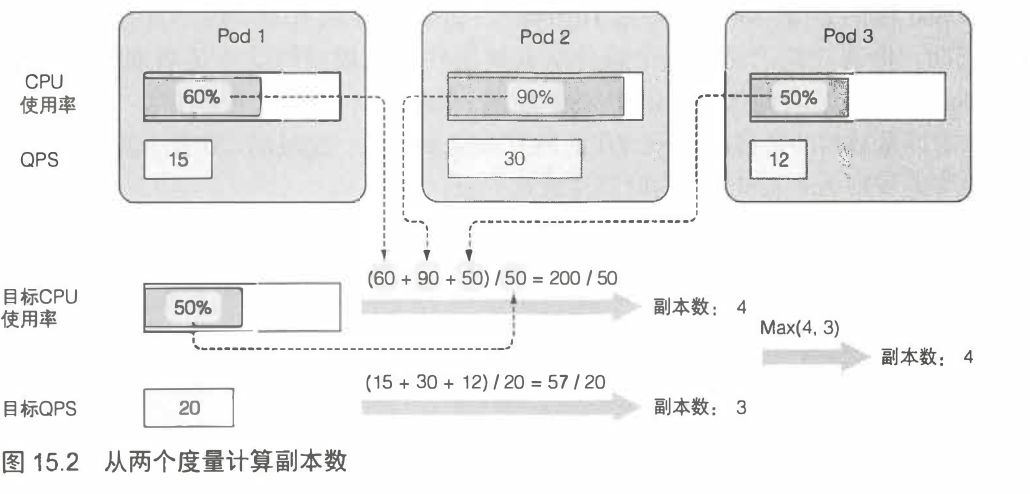 Pod 1
Pod 2
Pod 3
CPU
使用率
60%
90%
50%
QPS
15
30
12
(60 + 90 + 50) / 50 = 200 / 50
目标CPU
使用率
50%
副本数： 4
Max(4, 3)
副本数： 4
(15 + 30 + 12) / 20 = 57 / 20
目标QPS
20
副本数： 3
图 15.2 从两个度量计算副本数